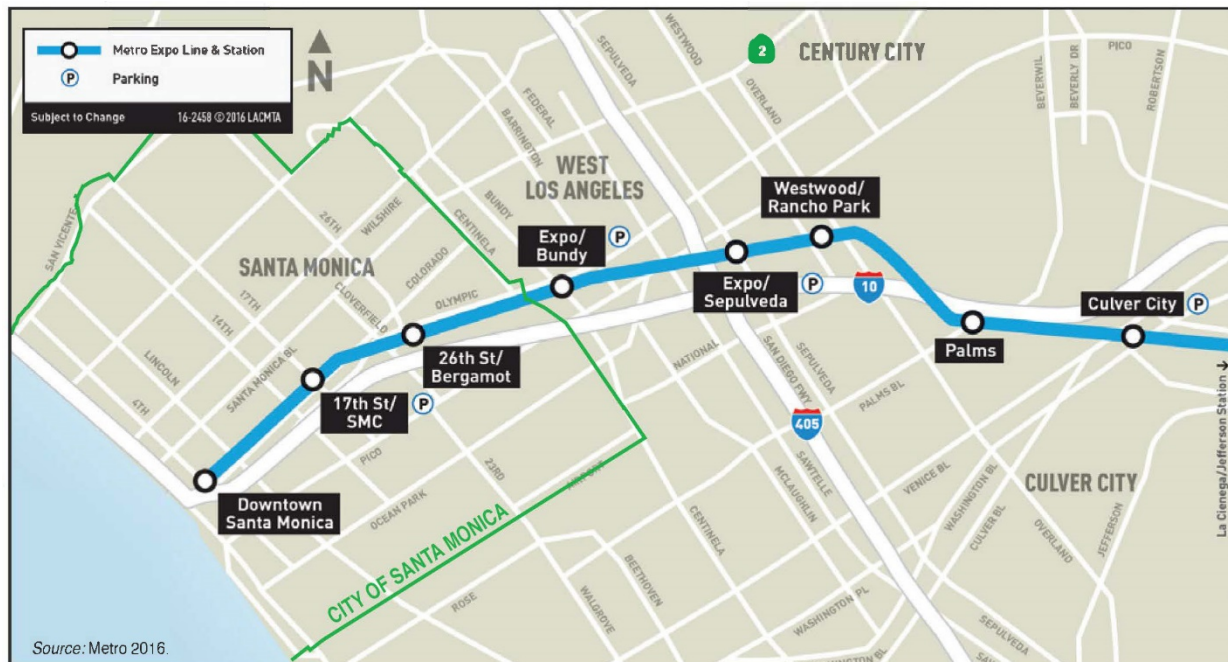 Metro Expo Line & Station
P
Parking
Subject to Change
16-2458 © 2016 LACMTA
N
2
CENTURY CITY
SEPULVEDA
WESTWOOD
OVERLAND
PICO
BEVERWIL
BEVERLY DR
ROBERTSON
FEDERAL
BARRINGTON
WEST
LOS ANGELES
BUNDY
CENTINELA
26TH
WILSHIRE
SAN VICENTE
SANTA MONICA
COLORADO
CLOVERFIELD
OLYMPIC
17TH
14TH
LINCOLN
SANTA MONICA BL
4TH
Expo/
Bundy
P
Westwood/
Rancho Park
Expo/
Sepulveda
P
10
Culver City
P
Palms
26th St/
Bergamot
17th St/
SMC
P
Downtown
Santa Monica
NATIONAL
SAN DIEGO FWY
SEPULVEDA
PALMS BL
405
PICO
23RD
OCEAN PARK
AIRPORT
CITY OF SANTA MONICA
CENTINELA
MCLAUGHLIN
SAWTELLE
VENICE BL
WASHINGTON BL
CULVER BL
CULVER CITY
OVERLAND
JEFFERSON
La Cienega/Jefferson Station →
ROSE
WALGROVE
BEETHOVEN
WASHINGTON PL
WASHINGTON BL
SEPULVEDA
Source: Metro 2016.